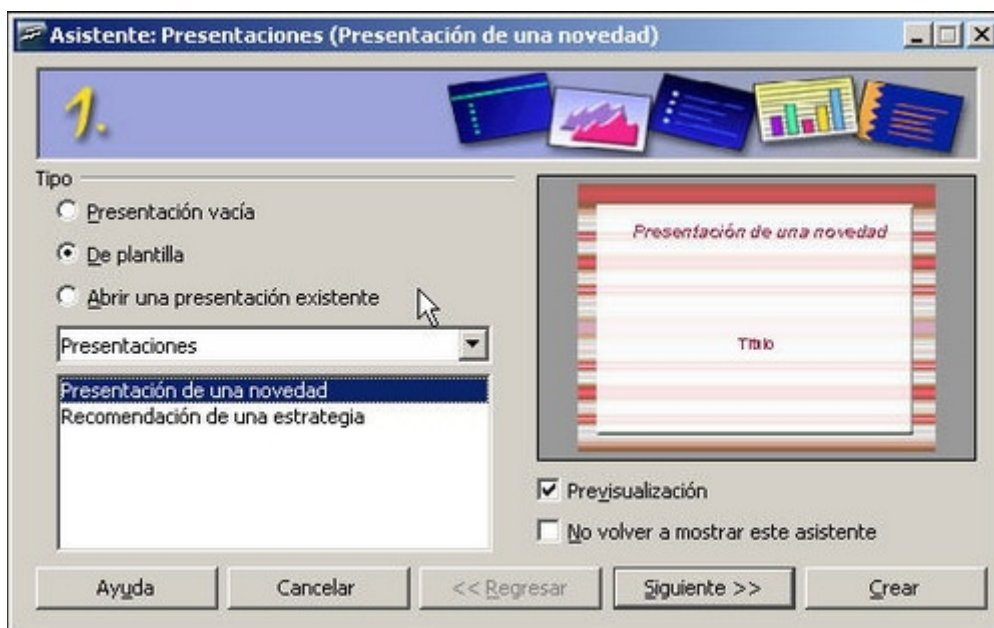 Asistente: Presentaciones (Presentación de una novedad)
1.
Tipo
Presentación vacía
De plantilla
Abrir una presentación existente
Presentaciones
Presentación de una novedad
Recomendación de una estrategia
Presentación de una novedad
Título
Previsualización
No volver a mostrar este asistente
Ayuda
Cancelar
<< Regresar
Siguiente >>
Crear